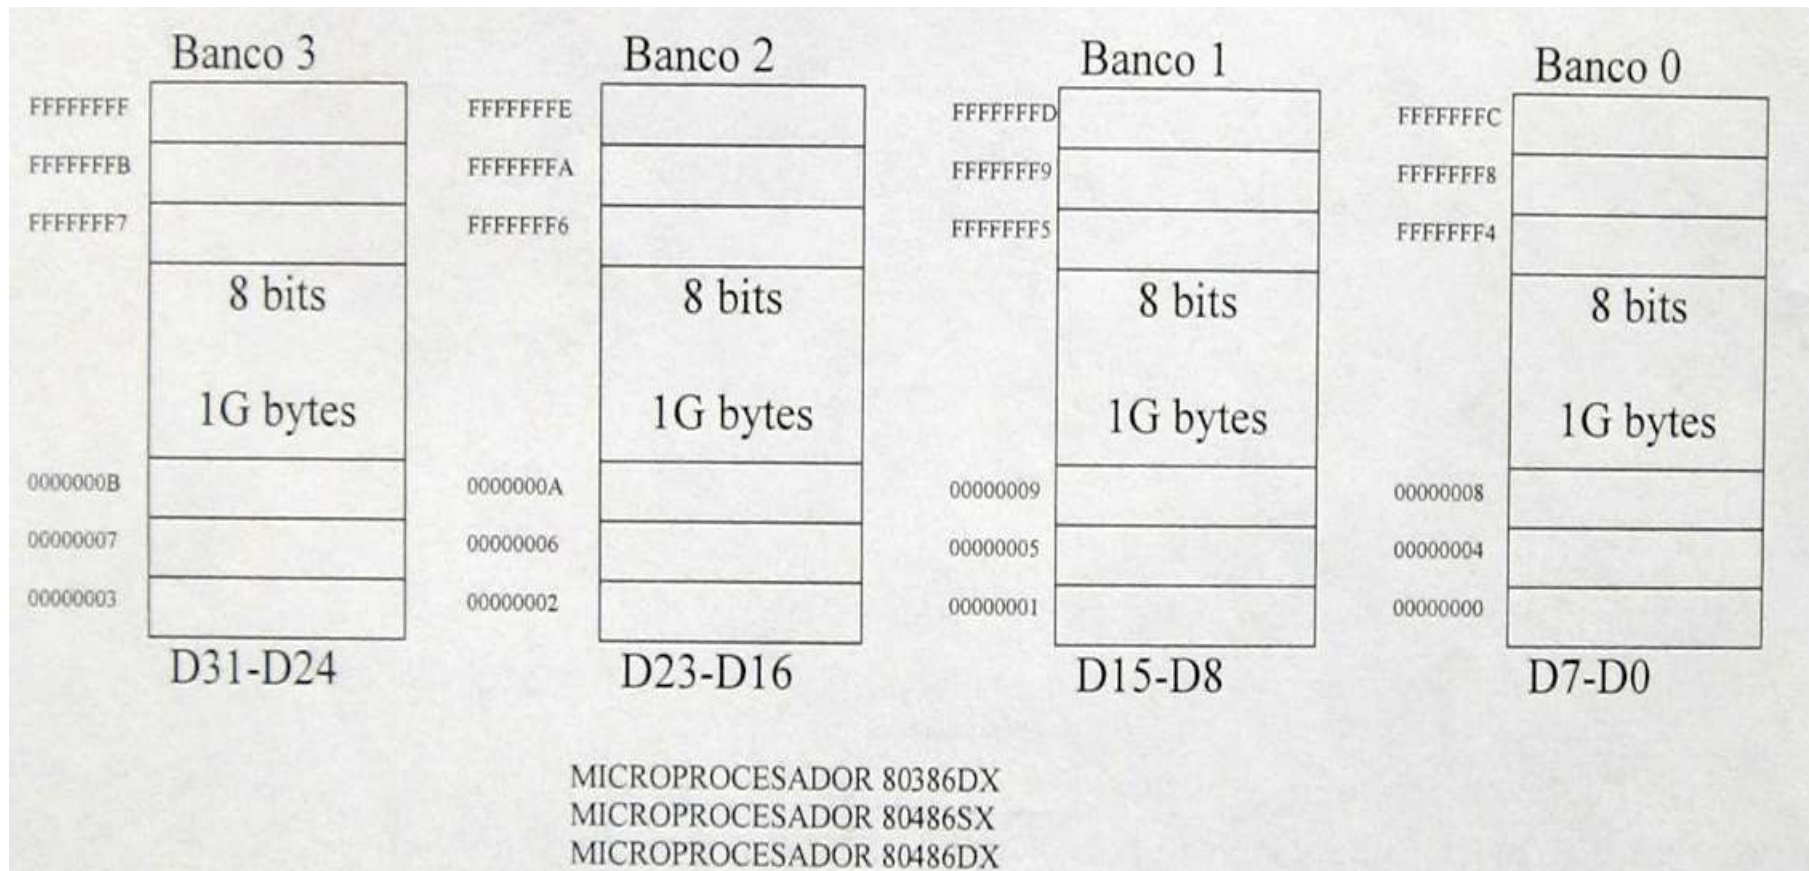 Banco 3 Banco 2 Banco 1 Banco 0
FFFFFFFF FFFFFFFE FFFFFFFD FFFFFFFC
FFFFFFFB FFFFFFFA FFFFFFF9 FFFFFFF8
FFFFFFF7 FFFFFFF6 FFFFFFF5 FFFFFFF4
8 bits 8 bits 8 bits 8 bits
1G bytes 1G bytes 1G bytes 1G bytes
0000000B 0000000A 00000009 00000008
00000007 00000006 00000005 00000004
00000003 00000002 00000001 00000000
D31-D24 D23-D16 D15-D8 D7-D0
MICROPROCESADOR 80386DX
MICROPROCESADOR 80486SX
MICROPROCESADOR 80486DX